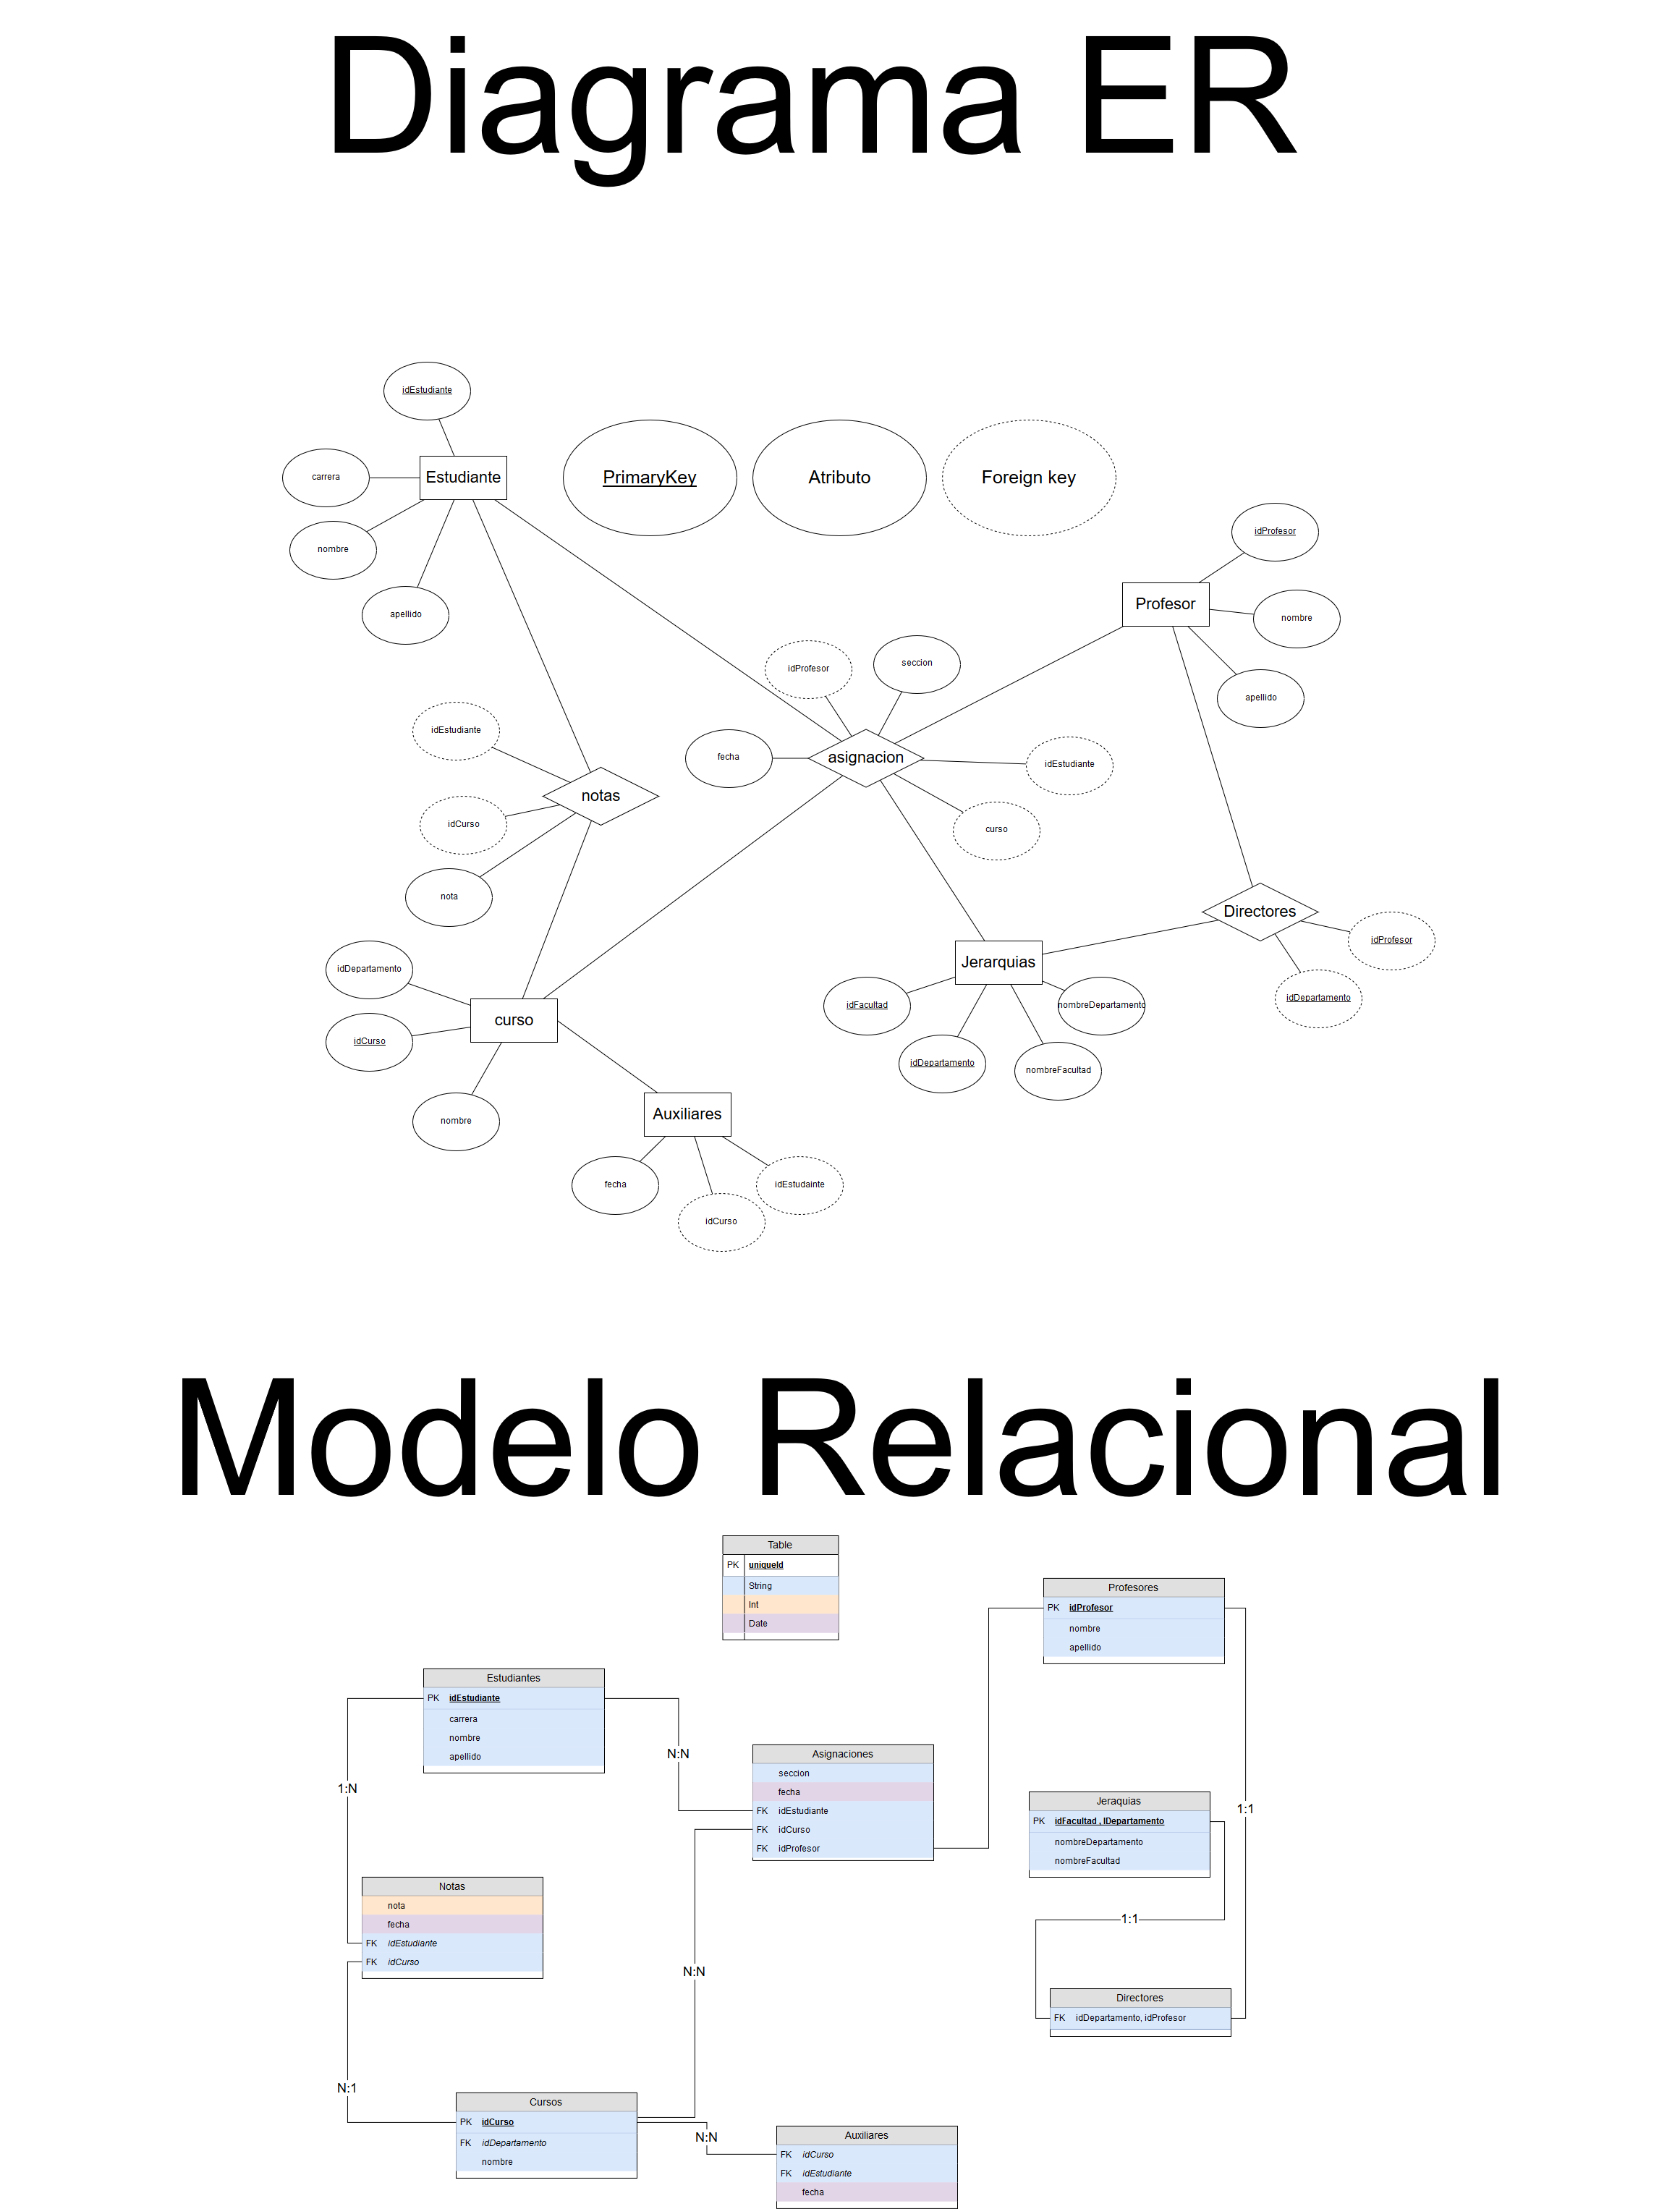 Diagrama ER
idEstudiante
carrera
Estudiante
PrimaryKey
Atributo
Foreign key
nombre
apellido
idProfesor
Profesor
nombre
apellido
idProfesor
seccion
idEstudiante
fecha
asignacion
idEstudiante
notas
idCurso
curso
nota
Directores
idProfesor
idDepartamento
Jerarquias
idDepartamento
idFacultad
nombreDepartamento
curso
idCurso
idDepartamento
nombreFacultad
nombre
Auxiliares
fecha
idCurso
idEstudainte
Modelo Relacional
Table
PK uniqueId
String
Int
Date
Profesores
PK idProfesor
nombre
apellido
Estudiantes
PK idEstudiante
carrera
nombre
apellido
N:N
Asignaciones
seccion
fecha
FK idEstudiante
FK idCurso
FK idProfesor
1:N
Jeraquias
PK idFacultad , IDepartamento
nombreDepartamento
nombreFacultad
1:1
Notas
nota
fecha
FK idEstudiante
FK idCurso
1:1
N:N
Directores
FK idDepartamento, idProfesor
N:1
Cursos
PK idCurso
FK idDepartamento
nombre
N:N
Auxiliares
FK idCurso
FK idEstudiante
fecha